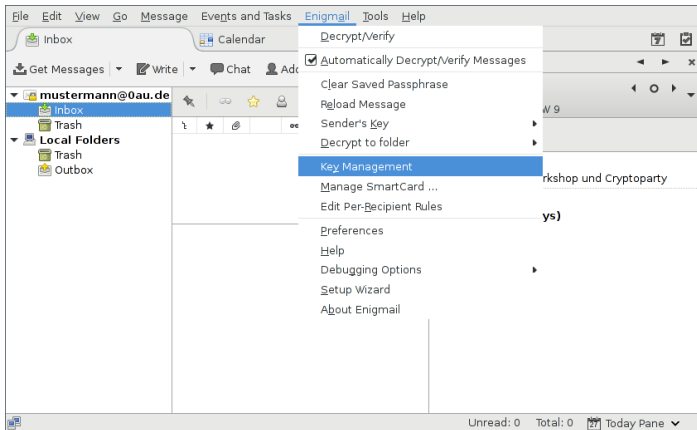 File Edit View Go Message Events and Tasks Enigmail Tools Help
Inbox
Calendar
Get Messages
Write
Chat
mustermann@0au.de
Inbox
Trash
Local Folders
Trash
Outbox
Decrypt/Verify
Automatically Decrypt/Verify Messages
Clear Saved Passphrase
Reload Message
Sender's Key
Decrypt to folder
Key Management
Manage SmartCard ...
Edit Per-Recipient Rules
Preferences
Help
Debugging Options
Setup Wizard
About Enigmail
W 9
rkshop und Cryptoparty
ys)
Unread: 0 Total: 0 Today Pane